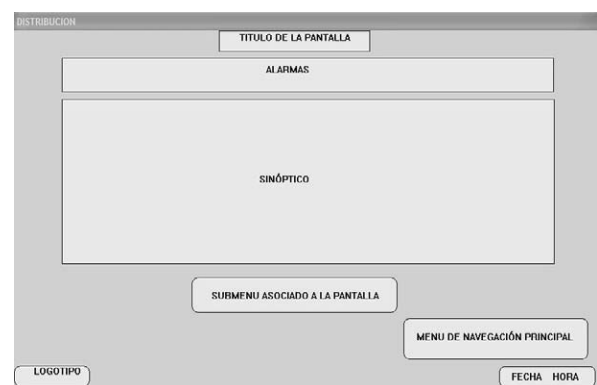 DISTRIBUCION
TITULO DE LA PANTALLA
ALARMAS
SINÓPTICO
SUBMENU ASOCIADO A LA PANTALLA
MENU DE NAVEGACIÓN PRINCIPAL
LOGOTIPO
FECHA HORA